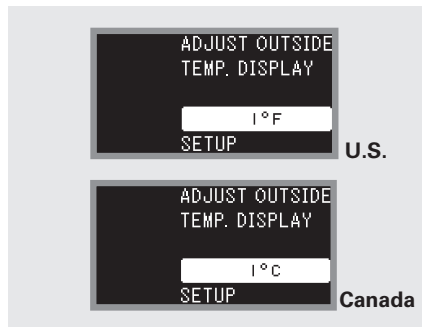 ADJUST OUTSIDE
TEMP. DISPLAY
1°F
SETUP
U.S.
ADJUST OUTSIDE
TEMP. DISPLAY
1°C
SETUP
Canada